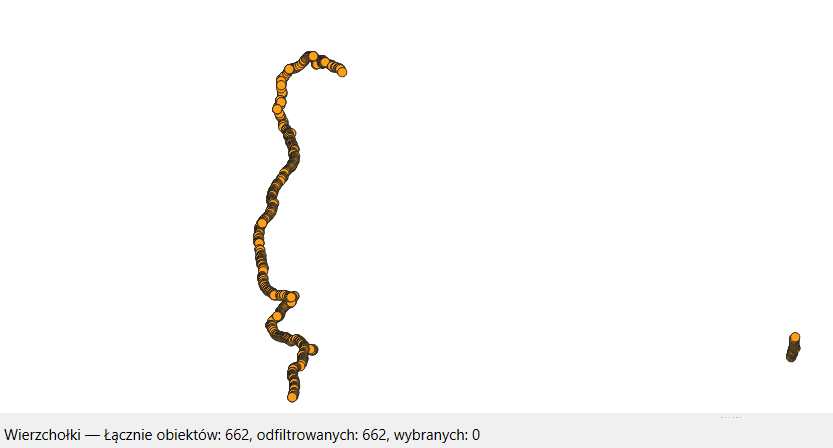 Wierzchołki — Łącznie obiektów: 662, odfiltrowanych: 662, wybranych: 0